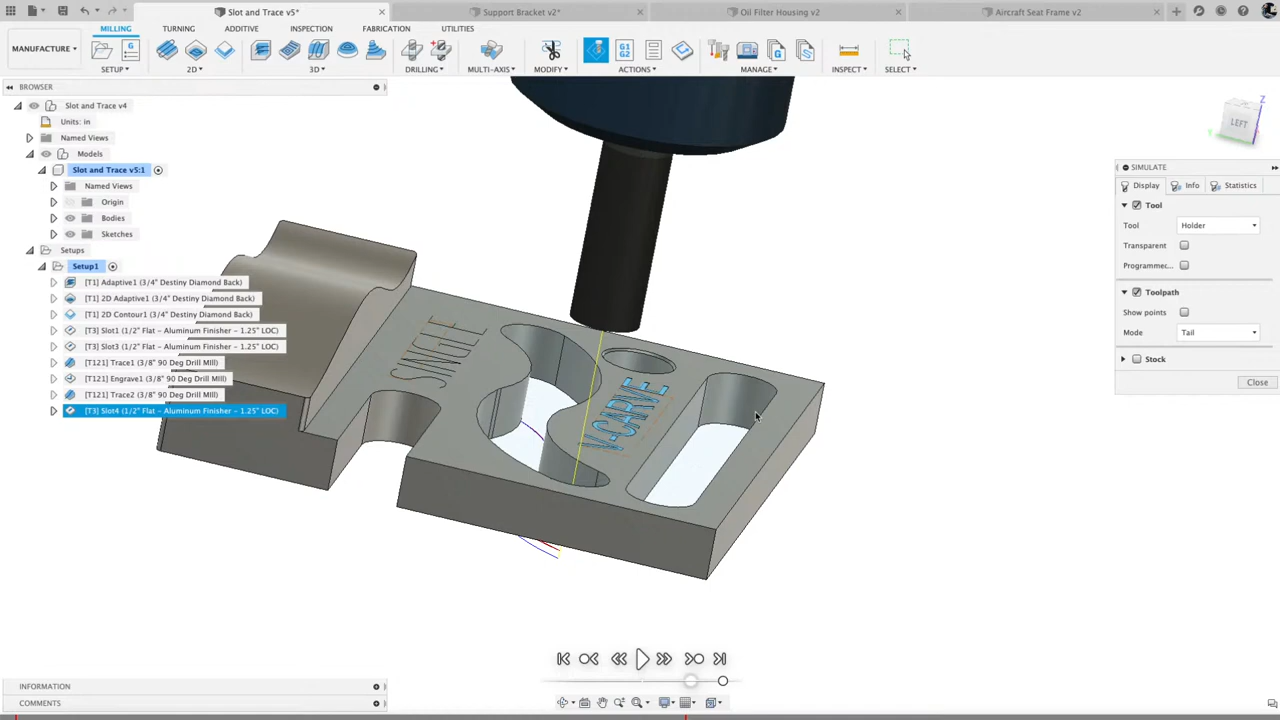 Slot and Trace v5*
Support Bracket v2*
Oil Filter Housing v2
Aircraft Seat Frame v2
MANUFACTURE
MILLING
TURNING
ADDITIVE
INSPECTION
FABRICATION
UTILITIES
SETUP
2D
3D
DRILLING
MULTI-AXIS
MODIFY
ACTIONS
MANAGE
INSPECT
SELECT
G1
G2
BROWSER
Slot and Trace v4
Units: in
Named Views
Models
Slot and Trace v5:1
Named Views
Origin
Bodies
Sketches
Setups
Setup1
[T1] Adaptive1 (3/4" Destiny Diamond Back)
[T1] 2D Adaptive1 (3/4" Destiny Diamond Back)
[T1] 2D Contour1 (3/4" Destiny Diamond Back)
[T3] Slot1 (1/2" Flat - Aluminum Finisher - 1.25" LOC)
[T3] Slot3 (1/2" Flat - Aluminum Finisher - 1.25" LOC)
[T121] Trace1 (3/8" 90 Deg Drill Mill)
[T121] Engrave1 (3/8" 90 Deg Drill Mill)
[T121] Trace2 (3/8" 90 Deg Drill Mill)
[T3] Slot4 (1/2" Flat - Aluminum Finisher - 1.25" LOC)
V-CARVE
Z
LEFT
SIMULATE
Display
Info
Statistics
Tool
Tool
Holder
Transparent
Programmer...
Toolpath
Show points
Mode
Tail
Stock
Close
INFORMATION
COMMENTS